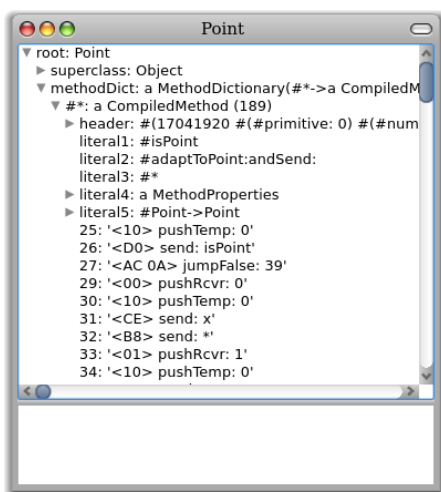 Point
root: Point
superclass: Object
methodDict: a MethodDictionary(#*->a CompiledM
#*: a CompiledMethod (189)
header: #(17041920 #(#primitive: 0) #(#num
literal1: #isPoint
literal2: #adaptToPoint:andSend:
literal3: #*
literal4: a MethodProperties
literal5: #Point->Point
25: '<10> pushTemp: 0'
26: '<D0> send: isPoint'
27: '<AC 0A> jumpFalse: 39'
29: '<00> pushRcvr: 0'
30: '<10> pushTemp: 0'
31: '<CE> send: x'
32: '<B8> send: *'
33: '<01> pushRcvr: 1'
34: '<10> pushTemp: 0'